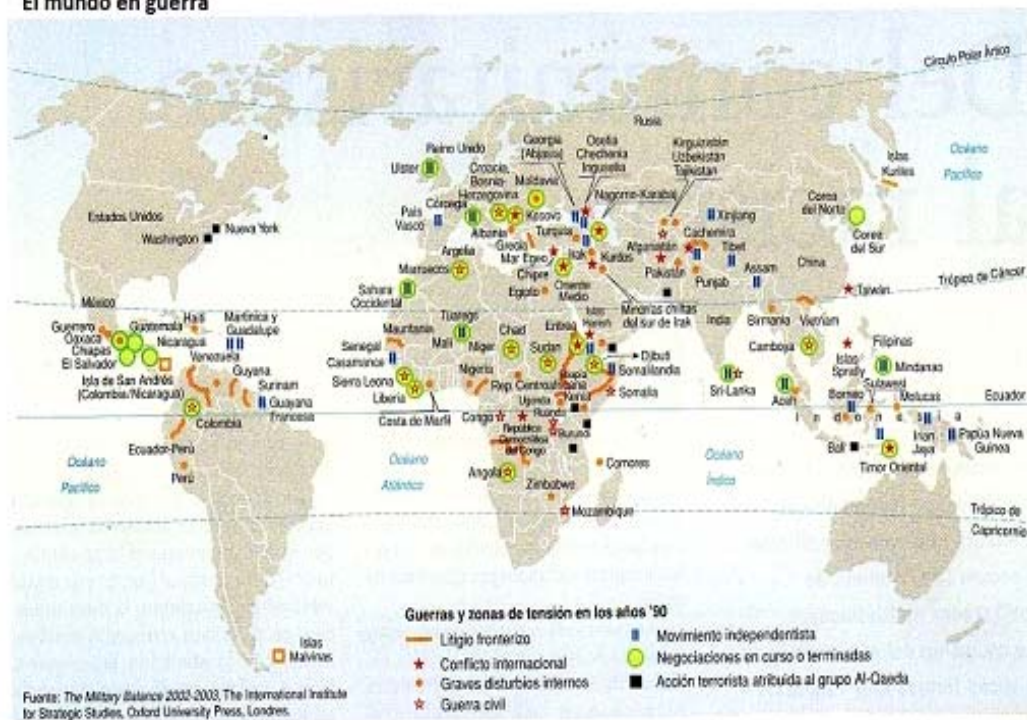 El mundo en guerra
Círculo Polar Ártico
Rusia
Georgia
(Abjasia)
Osetia
Chechenia
Ingusetia
Kirguizistán
Uzbekistán
Tajikistán
Reino Unido
Ulster
Croacia,
Bosnia-
Herzegovina
Moldavia
Nagorno-Karabaj
Islas
Kuriles
Océano
Pacífico
Estados Unidos
Nueva York
Washington
País
Vasco
Córcega
Kosovo
Albania
Grecia
Mar Egeo
Turquía
Irak
Kurdos
Chipre
Oriente
Medio
Egipto
Afganistán
Pakistán
Cachemira
Punjab
Xinjiang
Tibet
Assam
China
Corea
del Norte
Corea
del Sur
Argelia
Marruecos
Sahara
Occidental
Minorías chiítas
del sur de Irak
Trópico de Cáncer
Taiwán
México
Guerrero
Oaxaca
Chiapas
El Salvador
Guatemala
Nicaragua
Haití
Martinica y
Guadalupe
Venezuela
Guyana
Surinam
Guayana
Francesa
Isla de San Andrés
(Colombia/Nicaragua)
Colombia
Ecuador-Perú
Perú
Mauritania
Senegal
Casamance
Sierra Leona
Liberia
Costa de Marfil
Tuaregs
Malí
Níger
Chad
Nigeria
Sudán
Eritrea
Islas
Hanish
Djibuti
Somalilandia
Etiopía
Somalia
Rep. Centroafricana
Uganda
Kenia
Ruanda
Burundi
Congo
República
Democrática
del Congo
Angola
Zimbabwe
Mozambique
Comores
India
Sri-Lanka
Birmania
Vietnam
Camboya
Islas
Spratly
Filipinas
Mindanao
Aceh
Borneo
Sulawesi
Molucas
Indonesia
Irian
Jaya
Papúa Nueva
Guinea
Bali
Timor Oriental
Ecuador
Océano
Pacífico
Océano
Atlántico
Océano
Índico
Trópico de
Capricornio
Islas
Malvinas
Guerras y zonas de tensión en los años '90
Litigio fronterizo
Conflicto internacional
Graves disturbios internos
Guerra civil
Movimiento independentista
Negociaciones en curso o terminadas
Acción terrorista atribuida al grupo Al-Qaeda
Fuente: The Military Balance 2002-2003, The International Institute
for Strategic Studies, Oxford University Press, Londres.